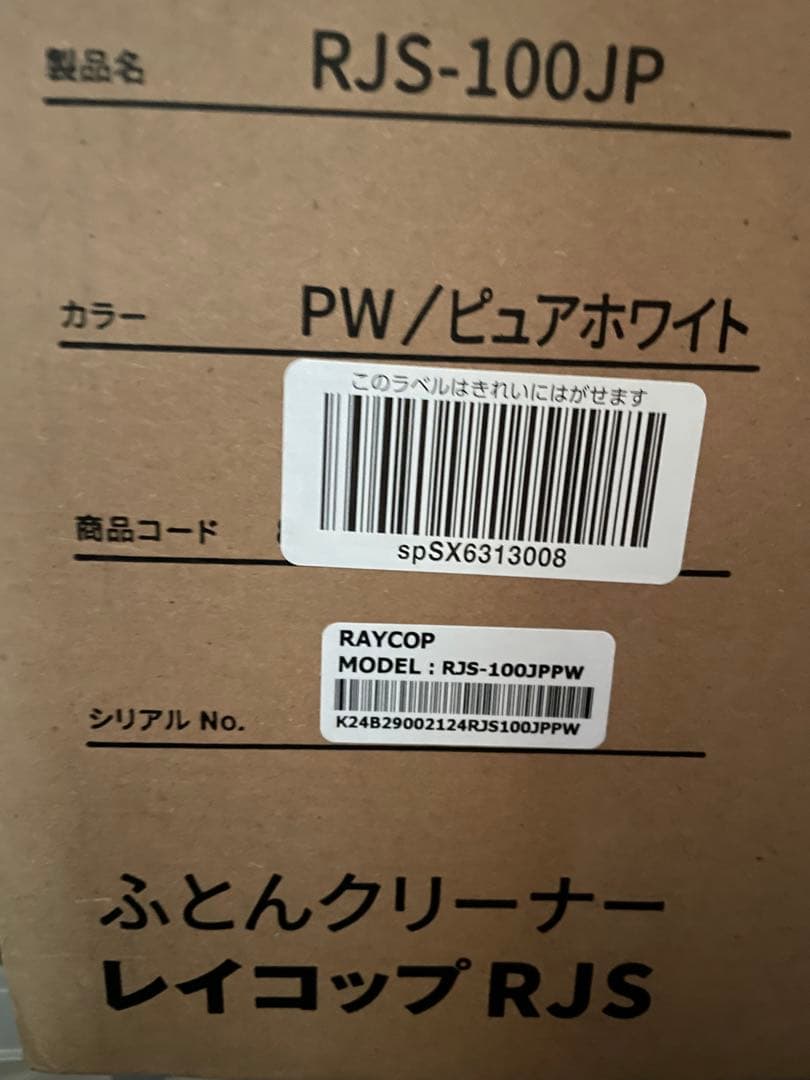 製品名 RJS-100JP
カラー PW/ピュアホワイト
このラベルはきれいにはがせます
商品コード
spSX6313008
RAYCOP
MODEL : RJS-100JPPW
シリアル No.
K24B29002124RJS100JPPW
ふとんクリーナー
レイコップ RJS